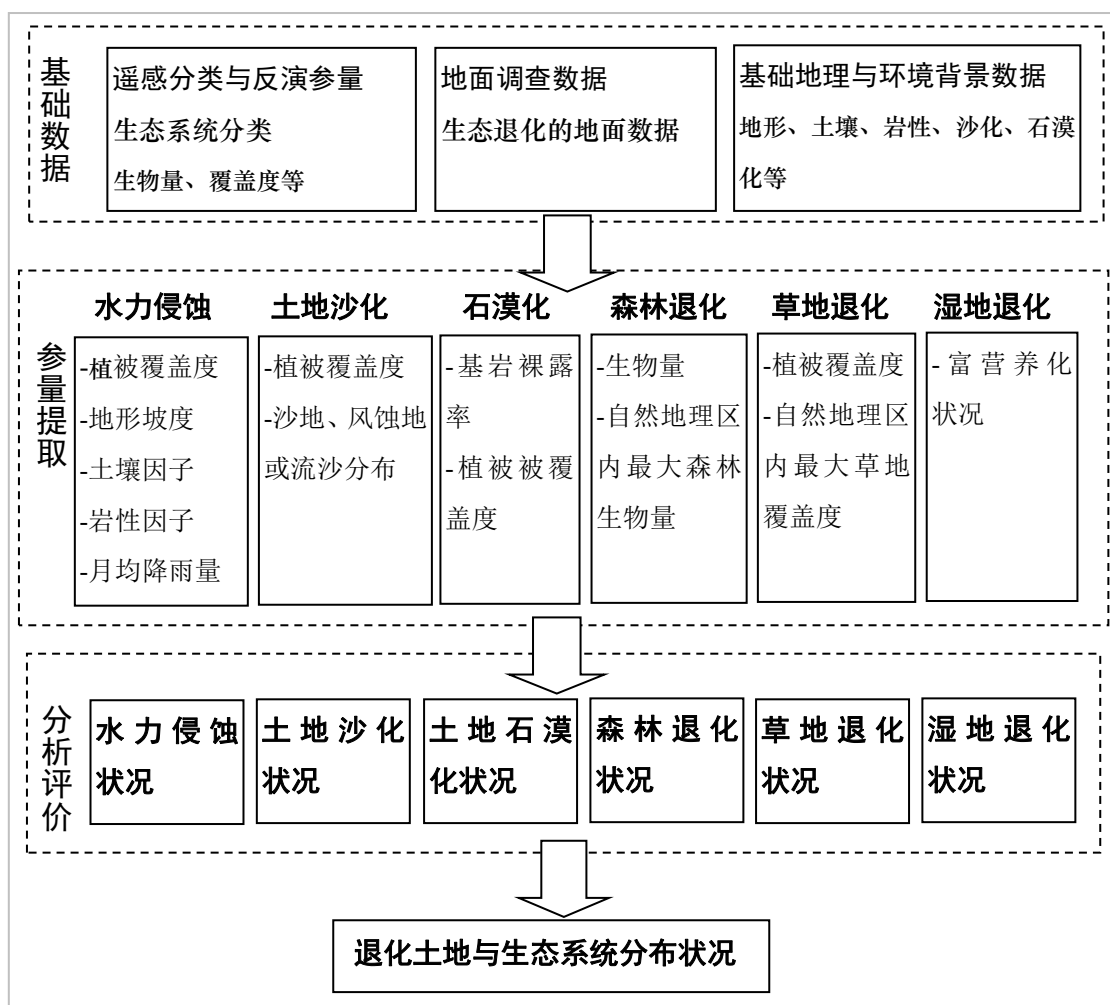 基础数据
遥感分类与反演参量
生态系统分类
生物量、覆盖度等
地面调查数据
生态退化的地面数据
基础地理与环境背景数据
地形、土壤、岩性、沙化、石漠
化等
参量提取
水力侵蚀
-植被覆盖度
-地形坡度
-土壤因子
-岩性因子
-月均降雨量
土地沙化
-植被覆盖度
-沙地、风蚀地
或流沙分布
石漠化
-基岩裸露
率
-植被被覆
盖度
森林退化
-生物量
-自然地理区
内最大森林
生物量
草地退化
-植被覆盖度
-自然地理区
内最大草地
覆盖度
湿地退化
-富营养化
状况
分析评价
水力侵蚀
状况
土地沙化
状况
土地石漠
化状况
森林退化
状况
草地退化
状况
湿地退化
状况
退化土地与生态系统分布状况